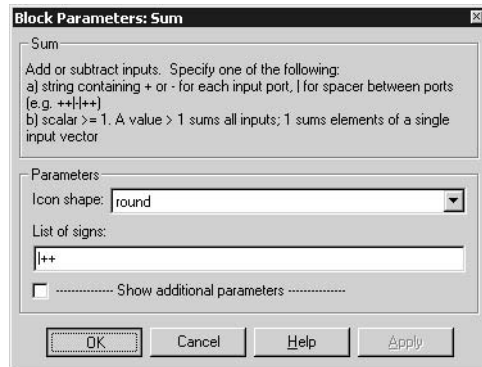 Block Parameters: Sum
Sum
Add or subtract inputs. Specify one of the following:
a) string containing + or - for each input port, | for spacer between ports
(e.g. ++|-|++)
b) scalar >= 1. A value > 1 sums all inputs; 1 sums elements of a single
input vector
Parameters
Icon shape: round
List of signs:
|++
-------------- Show additional parameters --------------
OK Cancel Help Apply